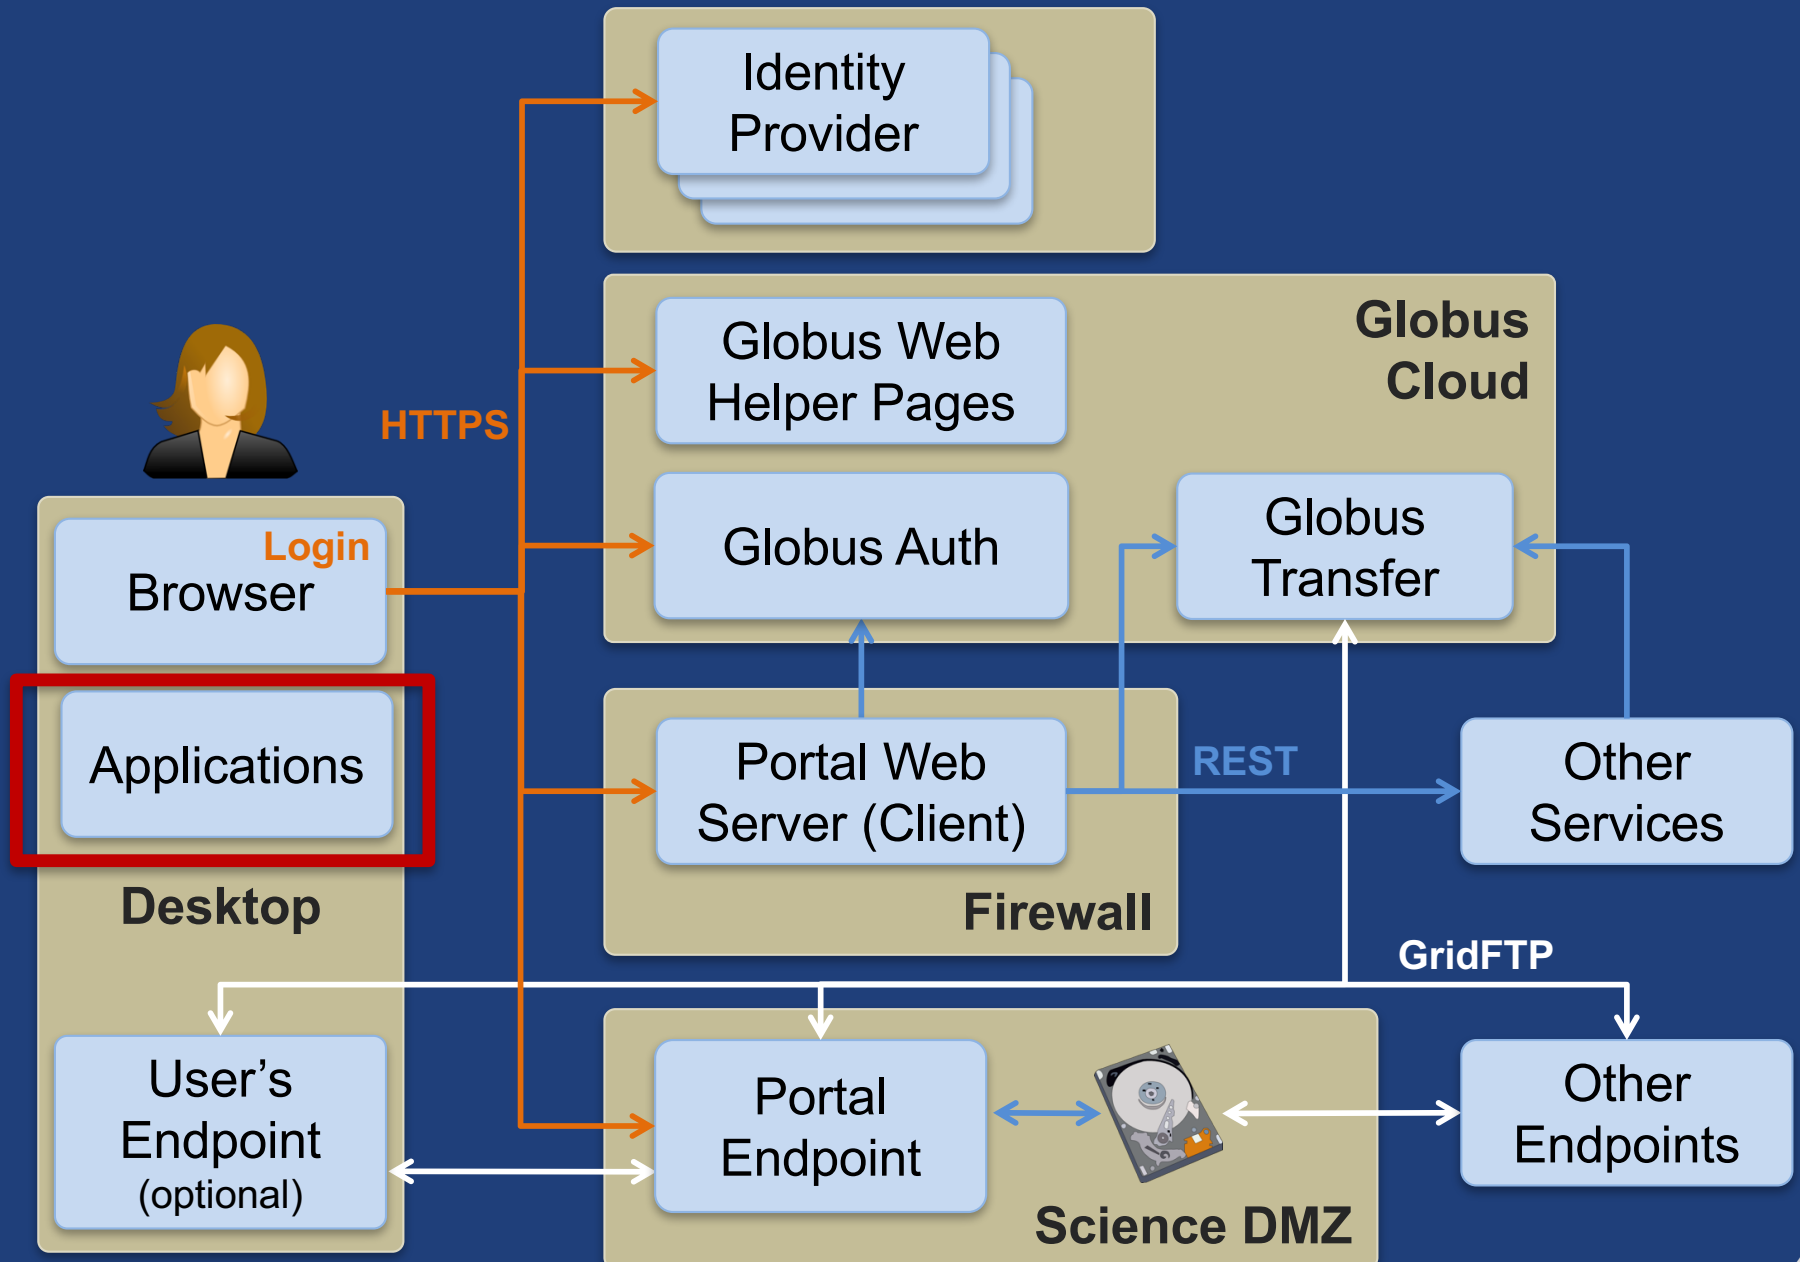 Identity
Provider
Globus
Cloud
Globus Web
Helper Pages
HTTPS
Login
Browser
Globus Auth
Globus
Transfer
Applications
Desktop
Portal Web
Server (Client)
Firewall
REST
Other
Services
GridFTP
User’s
Endpoint
(optional)
Portal
Endpoint
Science DMZ
Other
Endpoints